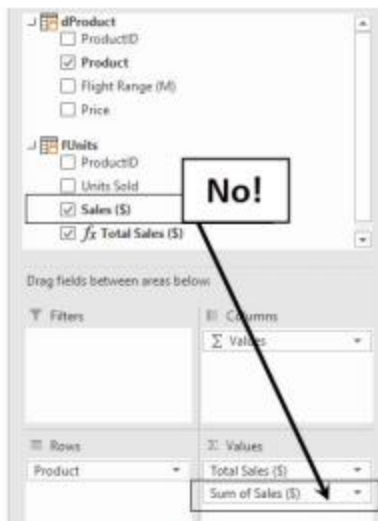 dProduct
ProductID
Product
Flight Range (M)
Price
fUnits
ProductID
Units Sold
No!
Sales ($)
fx Total Sales ($)
Drag fields between areas below:
Filters
Columns
Σ Values
Rows
Σ Values
Product
Total Sales ($)
Sum of Sales ($)